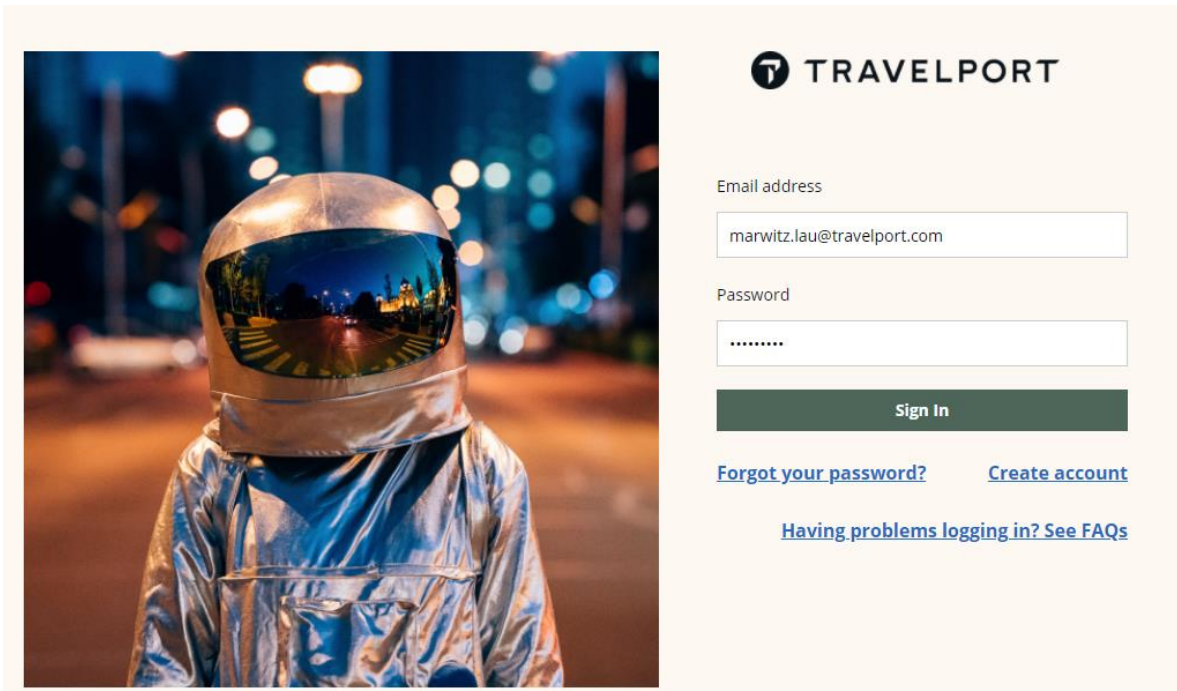 TRAVELPORT
Email address
marwitz.lau@travelport.com
Password
•••••••••
Sign In
Forgot your password? Create account
Having problems logging in? See FAQs